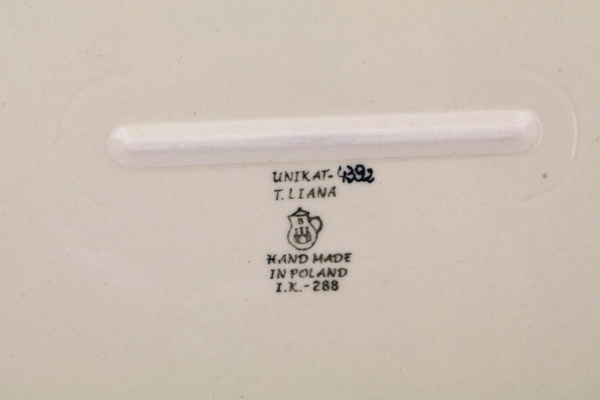 UNIKAT-4392
T. LIANA
B
HAND MADE
IN POLAND
I.K.-288